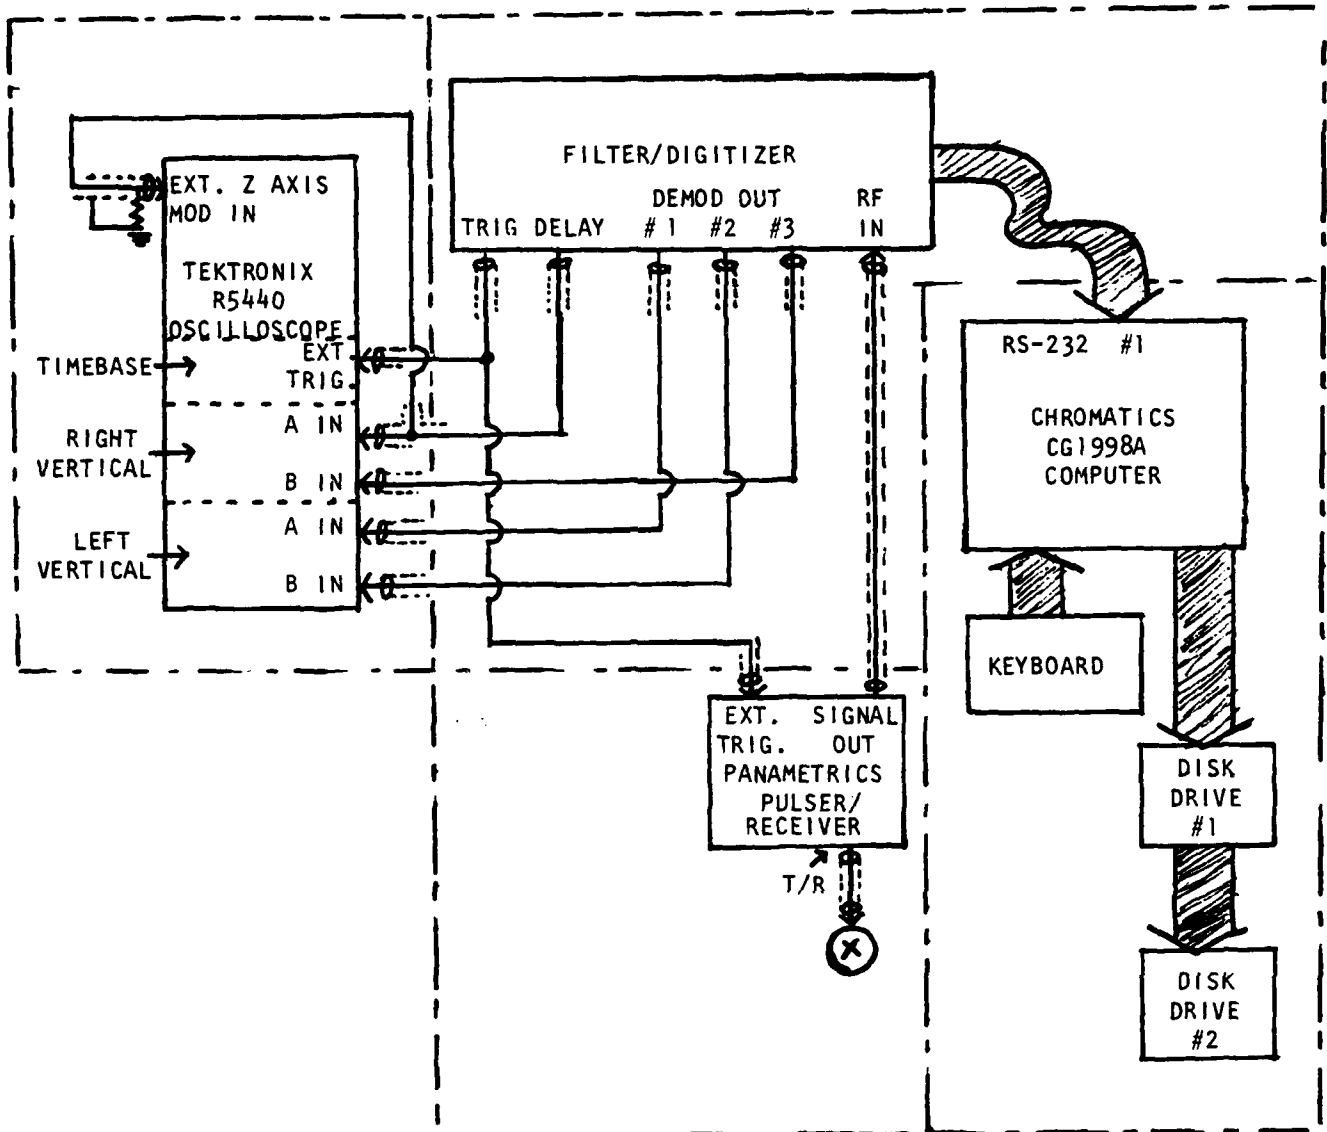 FILTER/DIGITIZER
DEMOD OUT
RF
TRIG DELAY #1 #2 #3 IN
EXT. Z AXIS
MOD IN
TEKTRONIX
R5440
OSCILLOSCOPE
EXT
TRIG.
TIMEBASE
A IN
RIGHT
VERTICAL
B IN
A IN
LEFT
VERTICAL
B IN
RS-232 #1
CHROMATICS
CG1998A
COMPUTER
KEYBOARD
EXT. SIGNAL
TRIG. OUT
PANAMETRICS
PULSER/
RECEIVER
T/R
X
DISK
DRIVE
#1
DISK
DRIVE
#2